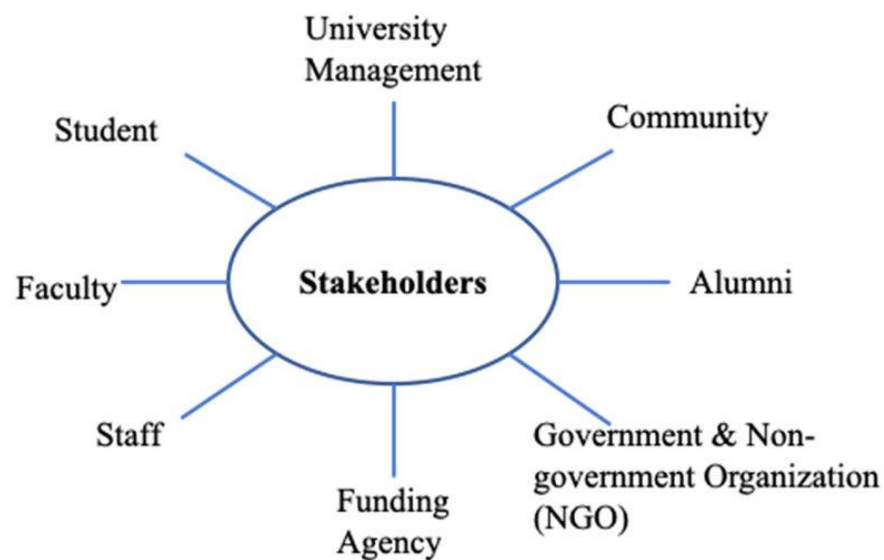 University
Management
Student
Community
Faculty
Stakeholders
Alumni
Staff
Government & Non-
government Organization
(NGO)
Funding
Agency